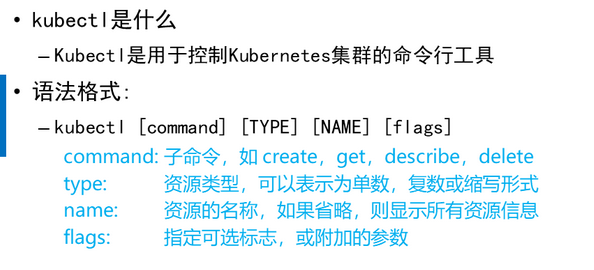 • kubectl是什么
–Kubectl是用于控制Kubernetes集群的命令行工具
• 语法格式：
–kubectl [command] [TYPE] [NAME] [flags]
command: 子命令，如 create，get，describe，delete
type: 资源类型，可以表示为单数，复数或缩写形式
name: 资源的名称，如果省略，则显示所有资源信息
flags: 指定可选标志，或附加的参数